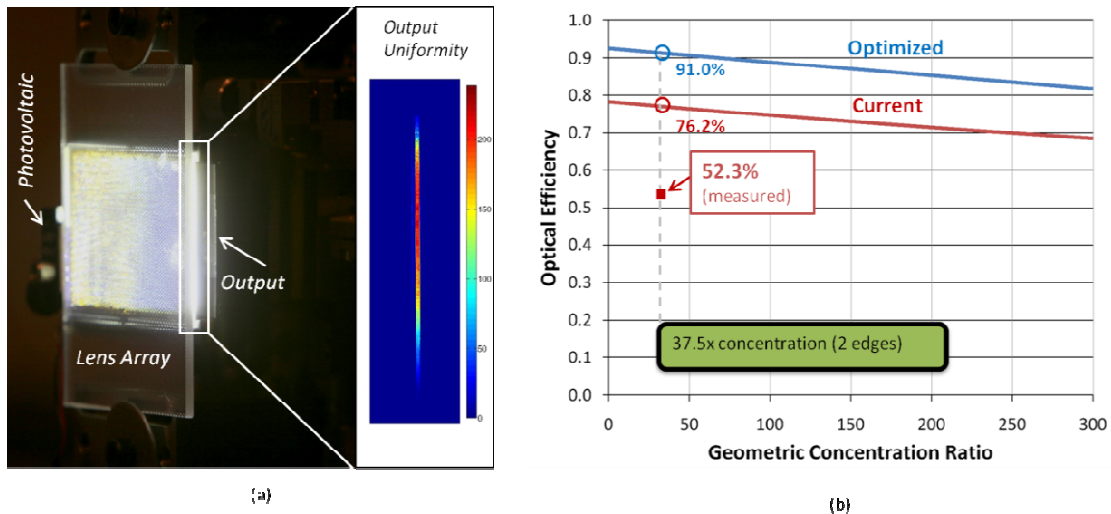 Photovoltaic
Lens Array
Output
Output
Uniformity
200
150
100
50
0
(a)
(b)
Optical Efficiency
1.0
0.9
0.8
0.7
0.6
0.5
0.4
0.3
0.2
0.1
0.0
Optimized
91.0%
Current
76.2%
52.3%
(measured)
37.5x concentration (2 edges)
0 50 100 150 200 250 300
Geometric Concentration Ratio